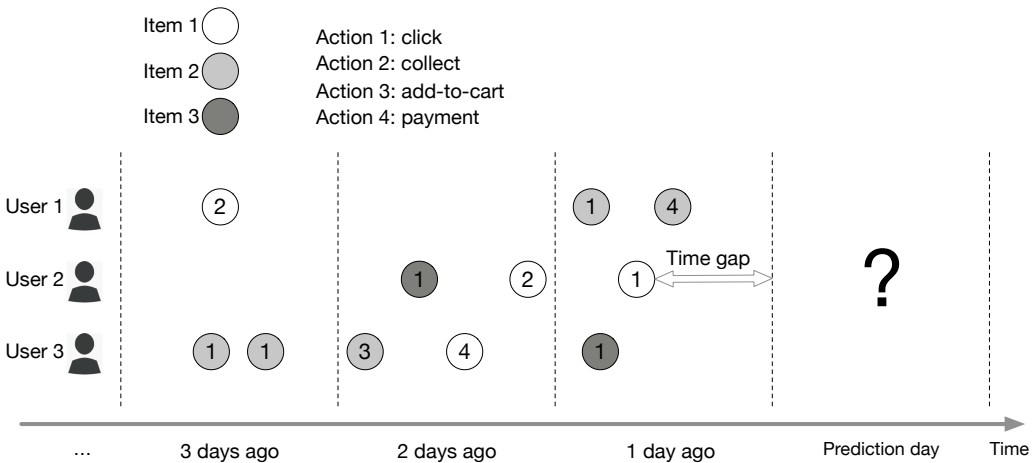 Item 1
Item 2
Item 3
Action 1: click
Action 2: collect
Action 3: add-to-cart
Action 4: payment
User 1 2 1 4
User 2 1 2 1 Time gap
?
User 3 1 1 3 4 1
... 3 days ago 2 days ago 1 day ago Prediction day Time